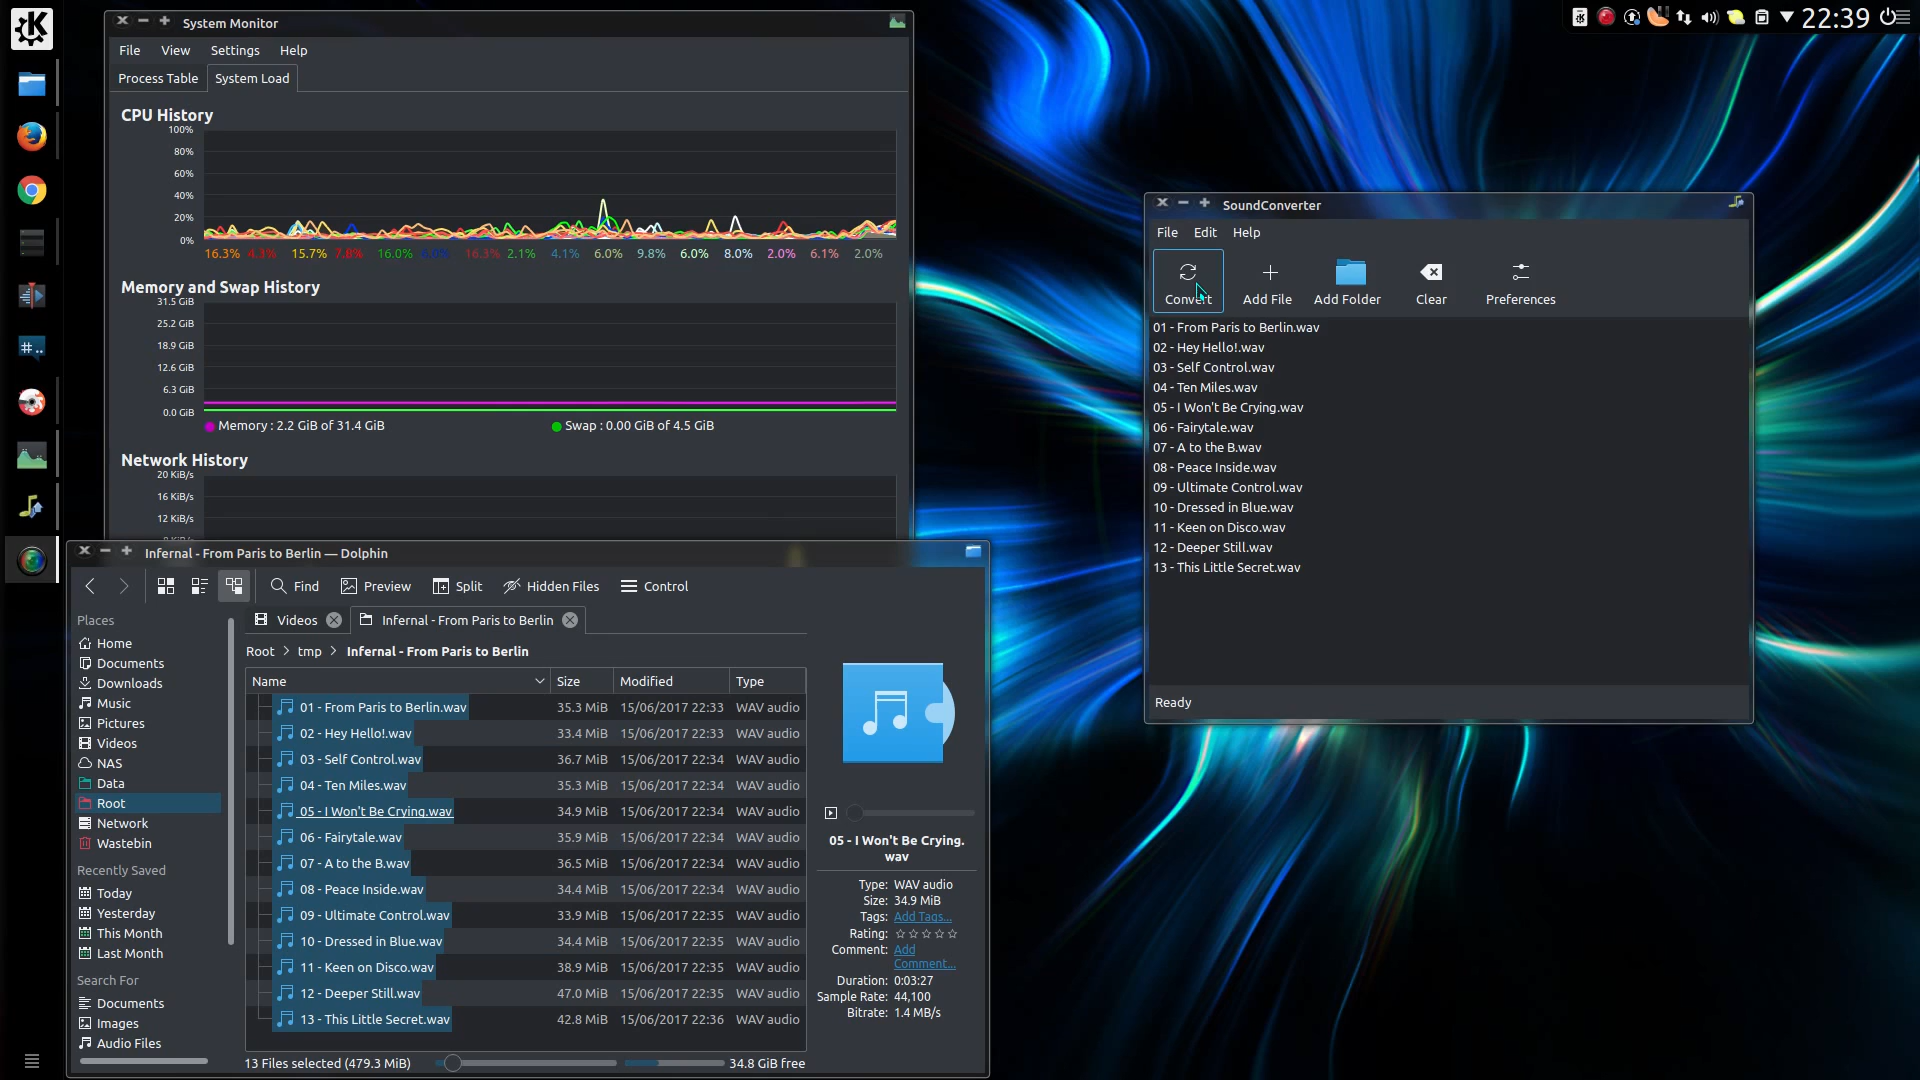 System Monitor
File View Settings Help
Process Table System Load
CPU History
100%
80%
60%
40%
20%
0%
16.3% 4.3% 15.7% 7.8% 16.0% 6.0% 16.3% 2.1% 4.1% 6.0% 9.8% 6.0% 8.0% 2.0% 6.1% 2.0%
Memory and Swap History
31.5 GiB
25.2 GiB
18.9 GiB
12.6 GiB
6.3 GiB
0.0 GiB
Memory : 2.2 GiB of 31.4 GiB Swap : 0.00 GiB of 4.5 GiB
Network History
20 KiB/s
16 KiB/s
12 KiB/s
22:39
SoundConverter
File Edit Help
Convert Add File Add Folder Clear Preferences
01 - From Paris to Berlin.wav
02 - Hey Hello!.wav
03 - Self Control.wav
04 - Ten Miles.wav
05 - I Won't Be Crying.wav
06 - Fairytale.wav
07 - A to the B.wav
08 - Peace Inside.wav
09 - Ultimate Control.wav
10 - Dressed in Blue.wav
11 - Keen on Disco.wav
12 - Deeper Still.wav
13 - This Little Secret.wav
Ready
Infernal - From Paris to Berlin — Dolphin
Find Preview Split Hidden Files Control
Places
Home
Documents
Downloads
Music
Pictures
Videos
NAS
Data
Root
Network
Wastebin
Recently Saved
Today
Yesterday
This Month
Last Month
Search For
Documents
Images
Audio Files
Videos Infernal - From Paris to Berlin
Root > tmp > Infernal - From Paris to Berlin
Name Size Modified Type
01 - From Paris to Berlin.wav 35.3 MiB 15/06/2017 22:33 WAV audio
02 - Hey Hello!.wav 33.4 MiB 15/06/2017 22:33 WAV audio
03 - Self Control.wav 36.7 MiB 15/06/2017 22:34 WAV audio
04 - Ten Miles.wav 35.3 MiB 15/06/2017 22:34 WAV audio
05 - I Won't Be Crying.wav 34.9 MiB 15/06/2017 22:34 WAV audio
06 - Fairytale.wav 35.9 MiB 15/06/2017 22:34 WAV audio
07 - A to the B.wav 36.5 MiB 15/06/2017 22:34 WAV audio
08 - Peace Inside.wav 34.4 MiB 15/06/2017 22:34 WAV audio
09 - Ultimate Control.wav 33.9 MiB 15/06/2017 22:35 WAV audio
10 - Dressed in Blue.wav 34.4 MiB 15/06/2017 22:35 WAV audio
11 - Keen on Disco.wav 38.9 MiB 15/06/2017 22:35 WAV audio
12 - Deeper Still.wav 47.0 MiB 15/06/2017 22:35 WAV audio
13 - This Little Secret.wav 42.8 MiB 15/06/2017 22:36 WAV audio
13 Files selected (479.3 MiB) 34.8 GiB free
05 - I Won't Be Crying.
wav
Type: WAV audio
Size: 34.9 MiB
Tags: Add Tags...
Rating:
Comment: Add
Comment...
Duration: 0:03:27
Sample Rate: 44,100
Bitrate: 1.4 MB/s